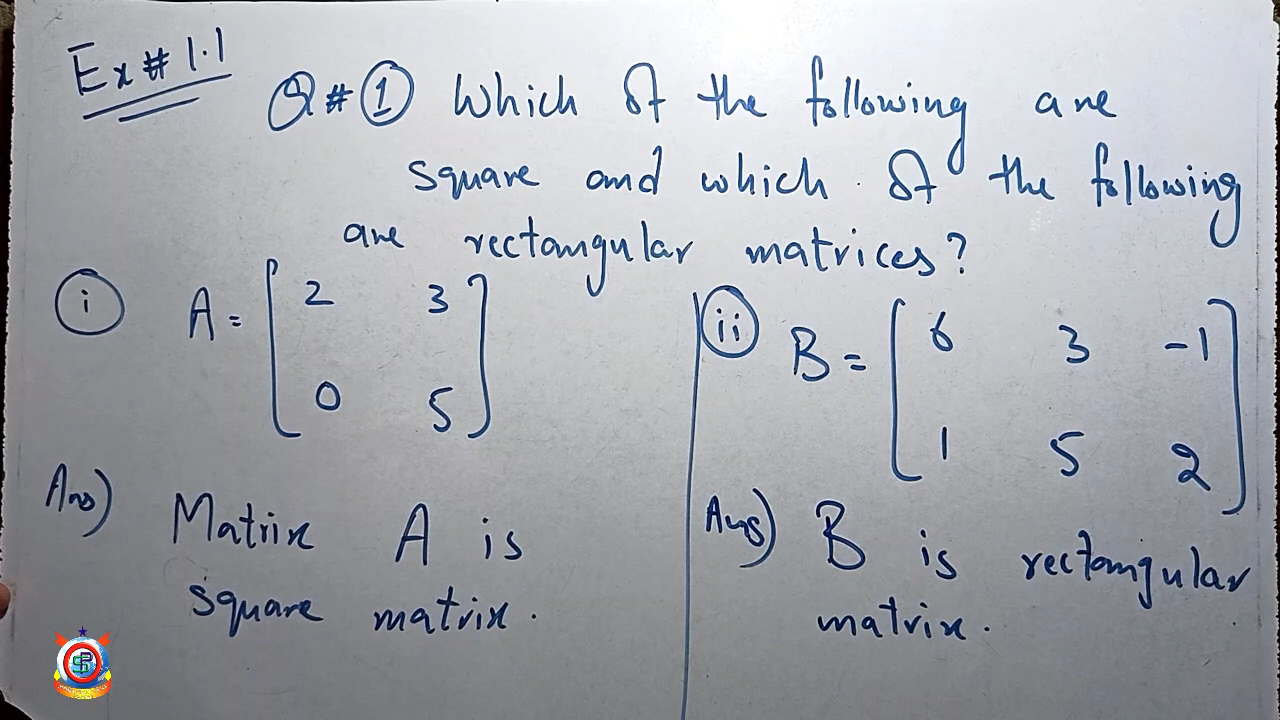 Ex # 1.1
Q # ① Which of the following are
square and which of the following
are rectangular matrices?
ⓘ A = [ 2 3
0 5 ]
Ans) Matrix A is
square matrix.
ii B = [ 6 3 -1
1 5 2 ]
Ans) B is rectangular
matrix.